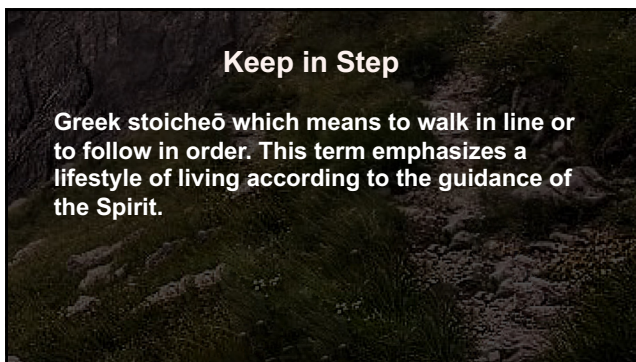 Keep in Step
Greek stoicheō which means to walk in line or
to follow in order. This term emphasizes a
lifestyle of living according to the guidance of
the Spirit.